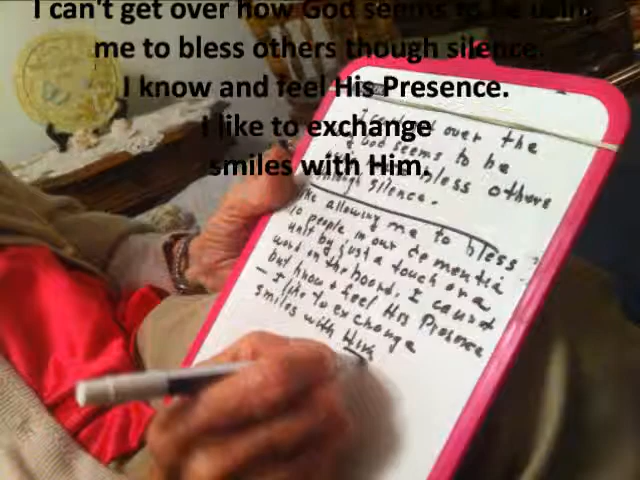 I can't get over how God seems to be using
me to bless others though silence.
I know and feel His Presence.
I like to exchange
smiles with Him.
over the
God seems to be
bless others
through silence.
allowing me to bless
to people in our dementia
unit by just a touch or a
word on the board. I cannot
but know & feel His Presence
– I like to exchange
smiles with Him